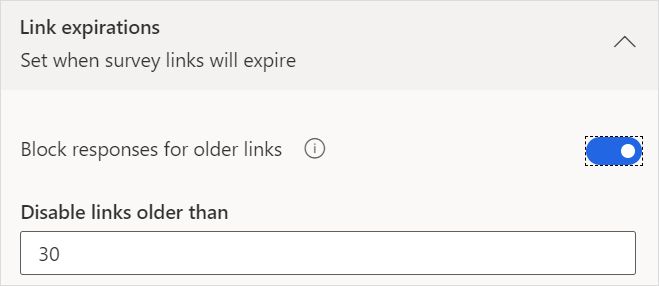 Link expirations
Set when survey links will expire
Block responses for older links
Disable links older than
30